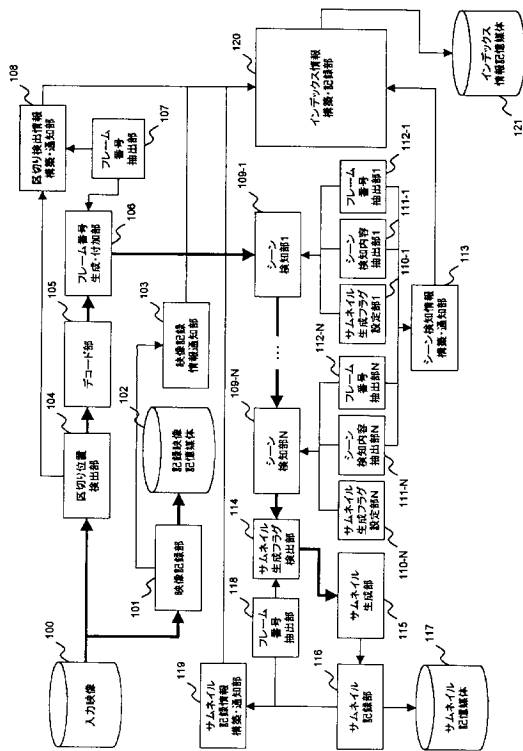 100
入力映像
104
区切り位置
検出部
105
デコード部
106
フレーム番号
生成・付加部
107
フレーム
番号
抽出部
108
区切り検出情報
構築・通知部
101
映像記録部
102
記録映像
記憶媒体
103
映像記録
情報通知部
120
インデックス情報
構築・記録部
インデックス
情報記憶媒体
121
109-1
シーン
検知部1
…
109-N
シーン
検知部N
114
サムネイル
生成フラグ
検出部
118
フレーム
番号
抽出部
119
サムネイル
記録情報
構築・通知部
112-1
フレーム
番号
抽出部1
111-1
シーン
検知内容
抽出部1
110-1
サムネイル
生成フラグ
設定部1
112-N
フレーム
番号
抽出部N
シーン
検知内容
抽出部N
111-N
サムネイル
生成フラグ
設定部N
110-N
113
シーン検知情報
構築・通知部
サムネイル
生成部
115
116
サムネイル
記録部
117
サムネイル
記憶媒体